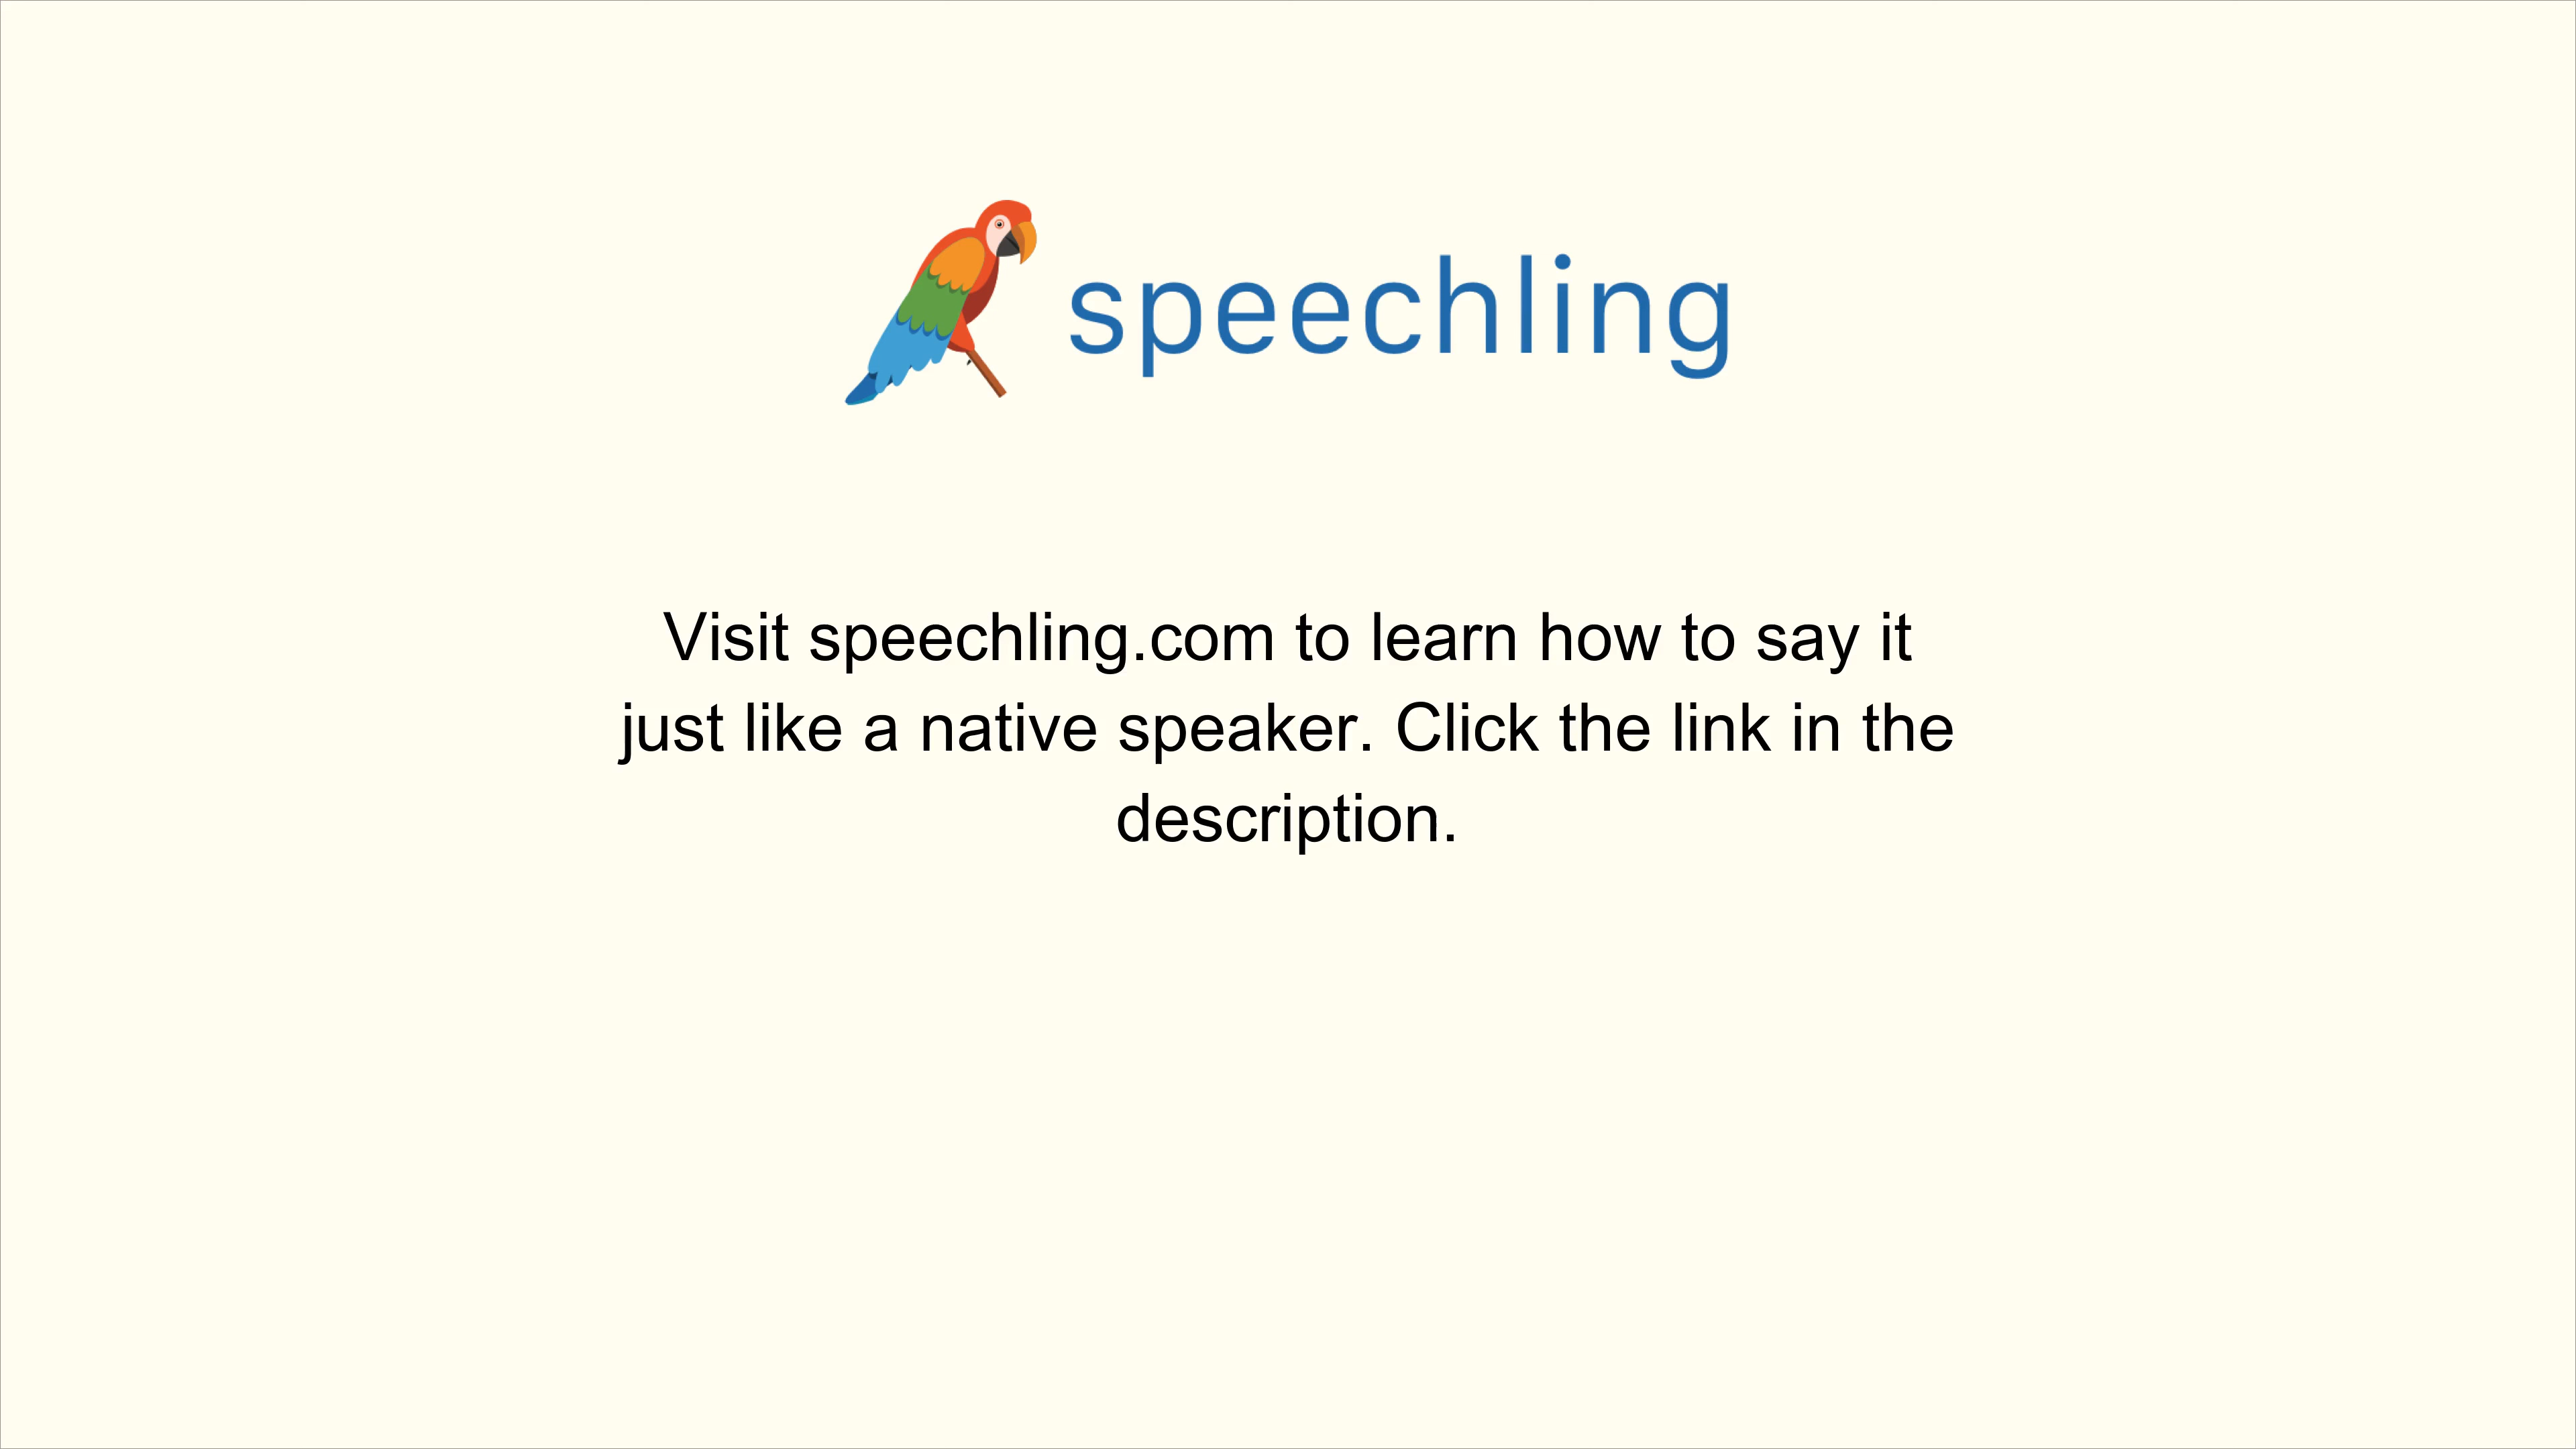 speechling
Visit speechling.com to learn how to say it
just like a native speaker. Click the link in the
description.